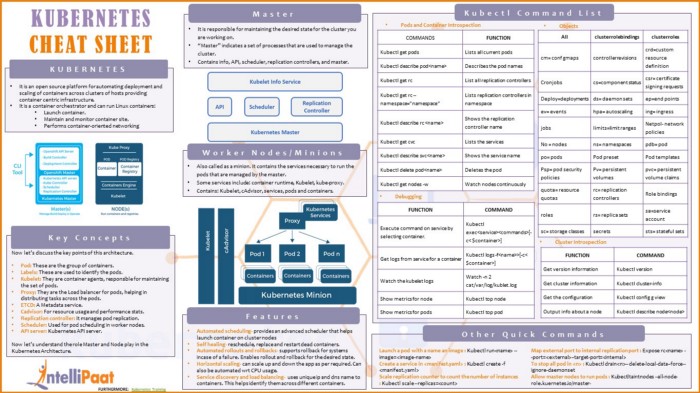 KUBERNETES
CHEAT SHEET
KUBERNETES
It is an open source platform for automating deployment and
scaling of containers across clusters of hosts providing
container centric infrastructure.
It is a container orchestrator and can run Linux containers:
Launch container.
Maintain and monitor container site.
Performs container-oriented networking
CLI
Tool
Kubernetes Master
Master(s)
Kube Proxy
Pod
POD Registry
Container
Container
Registry
Containers Engine
Kubelet
NODE(s)
Key Concepts
Now let's discuss the key points of this architecture.
Pod: These are the group of containers.
Labels: These are used to identify the pods.
Kubelet: They are container agents, responsible for maintaining
the set of pods.
Proxy: They are the Load balancer for pods, helping in
distributing tasks across the pods.
ETCD: A Metadata service.
Cadvisor: For resource usage and performance stats.
Replication controller: It manages pod replication.
Scheduler: Used for pod scheduling in worker nodes.
API server: Kubernetes API server.
Now let's understand the role Master and Node play in the
Kubernetes Architecture.
IntelliPaat
FURTHERMORE: Kubernetes Training
Master
It is responsible for maintaining the desired state for the cluster you
are working on.
"Master" indicates a set of processes that are used to manage the
cluster.
Contains info, API, scheduler, replication controllers, and master.
Kubelet Info Service
API
Scheduler
Replication
Controller
Kubernetes Master
Worker Nodes/Minions
Also called as a minion. It contains the services necessary to run the
pods that are managed by the master.
Some services include: container runtime, Kubelet, kube-proxy.
Contains: Kubelet, cAdvisor, services, pods and containers.
Kubelet
cAdvisor
Kubernetes
Services
Proxy
Pod 1
Pod 2
Pod n
Containers
Containers
Containers
Kubernetes Minion
Features
Automated scheduling- provides an advanced scheduler that helps
launch container on cluster nodes
Self healing- reschedule, replace and restart dead containers.
Automated rollouts and rollbacks- supports rollback for systems
incase of a failure. Enables rollout and rollback for the desired state.
Horizontal scaling- can scale up and down the app as per required. Can
also be automated wrt CPU usage.
Service discovery and load balancing- uses unique ip and dns name to
containers. This helps identify them across different containers.
Kubectl Command List
Pods and Container Introspection
COMMANDS FUNCTION
Kubectl get pods Lists all current pods
Kubectl describe pod<name> Describes the pod names
Kubectl get rc List all replication controllers
Kubectl get rc –
namespace="namespace" Lists replication controllers in
namespace
Kubectl describe rc <name> Shows the replication
controller name
Kubectl get cvc Lists the services
Kubectl describe svc<name> Shows the service name
Kubectl delete pod<name> Deletes the pod
Kubectl get nodes -w Watch nodes continuously
Debugging
FUNCTION COMMAND
Execute command on service by
selecting container.
Kubectl
Get logs from service for a container
Watch the kubelet logs Watch -n 2
cat/var/log/kublet.log
Show metrics for node Kubectl top node
Show metrics for pods Kubectl top pod
Objects
All clusterrolebindings clusterroles
cm= conf gmaps controllerevisions crd=custom
resource
definition
Cronjobs cs=component status csr= certificate
signing requests
Deploy=deployments ds= daemon sets ep=end points
ev= events hpa= autoscaling ing= ingress
jobs limits=limit ranges Netpol- network
policies
No = nodes ns= namespaces pdb= pod
po= pods Pod preset Pod templates
Psp=pod security
policies Pv= persistent
volumes pvc= persistent
volume claims
quota= resource
quotas rc= replication
controllers Role bindings
roles rs= replica sets sa=service
account
sc= storage classes secrets sts= stateful sets
Cluster Introspection
FUNCTION COMMAND
Get version information Kubectl version
Get cluster information Kubectl cluster-info
Get the configuration Kubectl config g view
Output info about a node Kubectl describe node<node>
Other Quick Commands
Launch a pod with a name an image : Kubectl run<name> --
image=<image-name>
Create a service in <manifest.yaml> : Kubectl create -f
<manifest.yaml>
Scale replication counter to count the number of instances
: Kubectl scale --replicas=<count>
Map external port to internal replication port : Expose rc<name> --
port=<external>--target-port=<internal>
--delete-local-data--force--
ignore-daemonset
Allow master nodes to run pods : Kubectl taint nodes --all-node-
role.kubernetes.io/master-